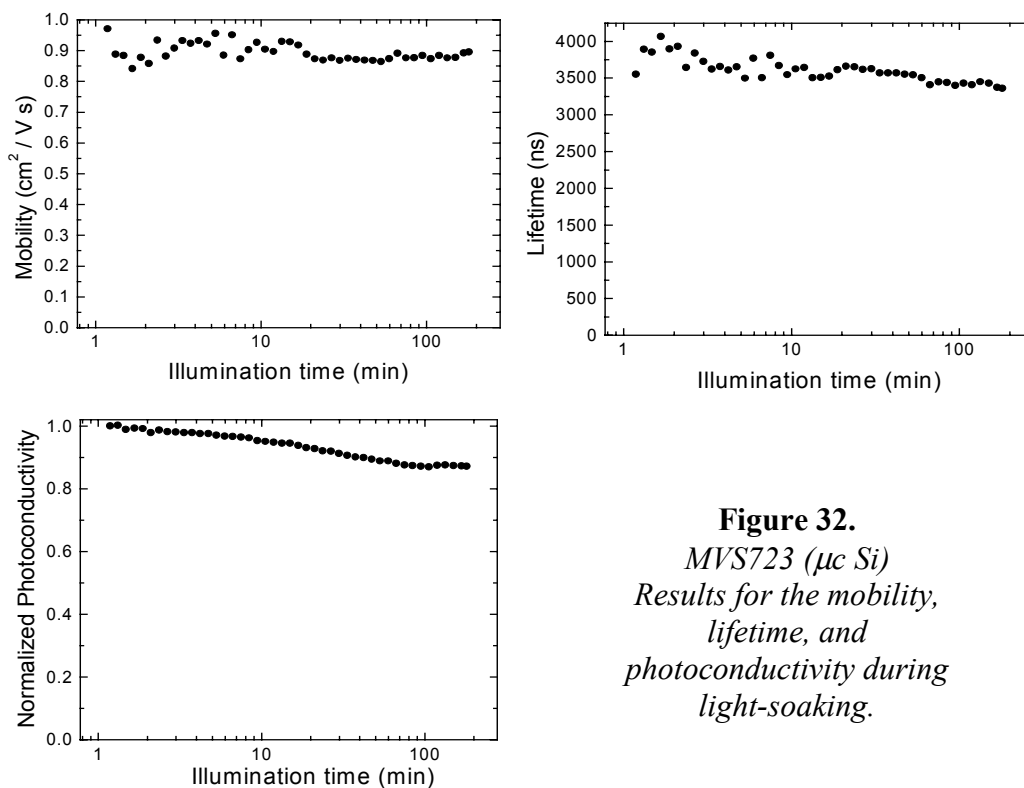 1.0
0.9
0.8
0.7
0.6
0.5
0.4
0.3
0.2
0.1
0.0
Mobility (cm² / V s)
1 10 100
Illumination time (min)
4000
3500
3000
2500
2000
1500
1000
500
0
Lifetime (ns)
1 10 100
Illumination time (min)
1.0
0.8
0.6
0.4
0.2
0.0
Normalized Photoconductivity
1 10 100
Illumination time (min)
Figure 32.
MVS723 (μc Si)
Results for the mobility,
lifetime, and
photoconductivity during
light-soaking.